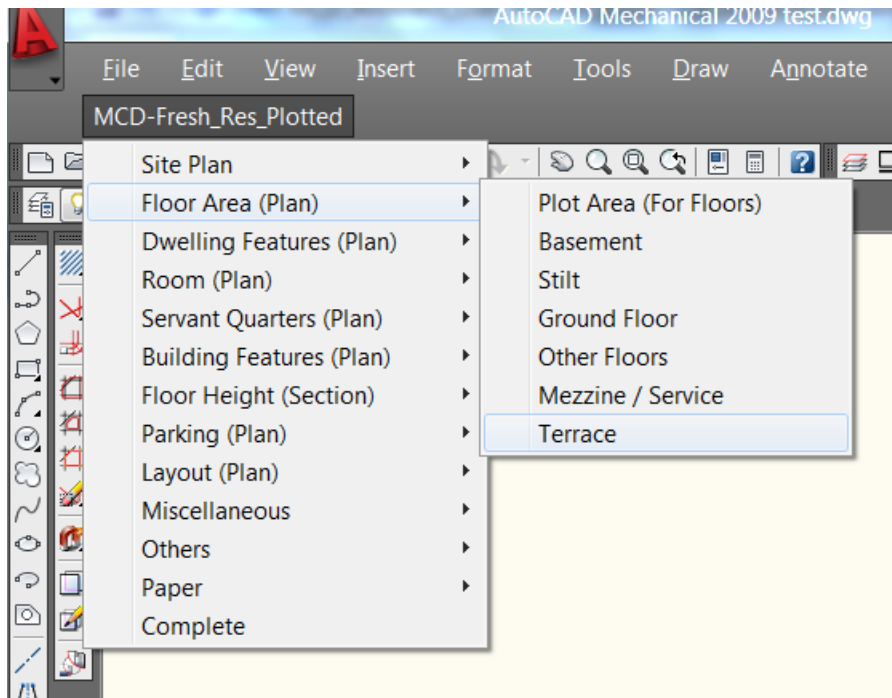 AutoCAD Mechanical 2009 test.dwg
File Edit View Insert Format Tools Draw Annotate
MCD-Fresh_Res_Plotted
Site Plan
Floor Area (Plan)
Dwelling Features (Plan)
Room (Plan)
Servant Quarters (Plan)
Building Features (Plan)
Floor Height (Section)
Parking (Plan)
Layout (Plan)
Miscellaneous
Others
Paper
Complete
Plot Area (For Floors)
Basement
Stilt
Ground Floor
Other Floors
Mezzine / Service
Terrace